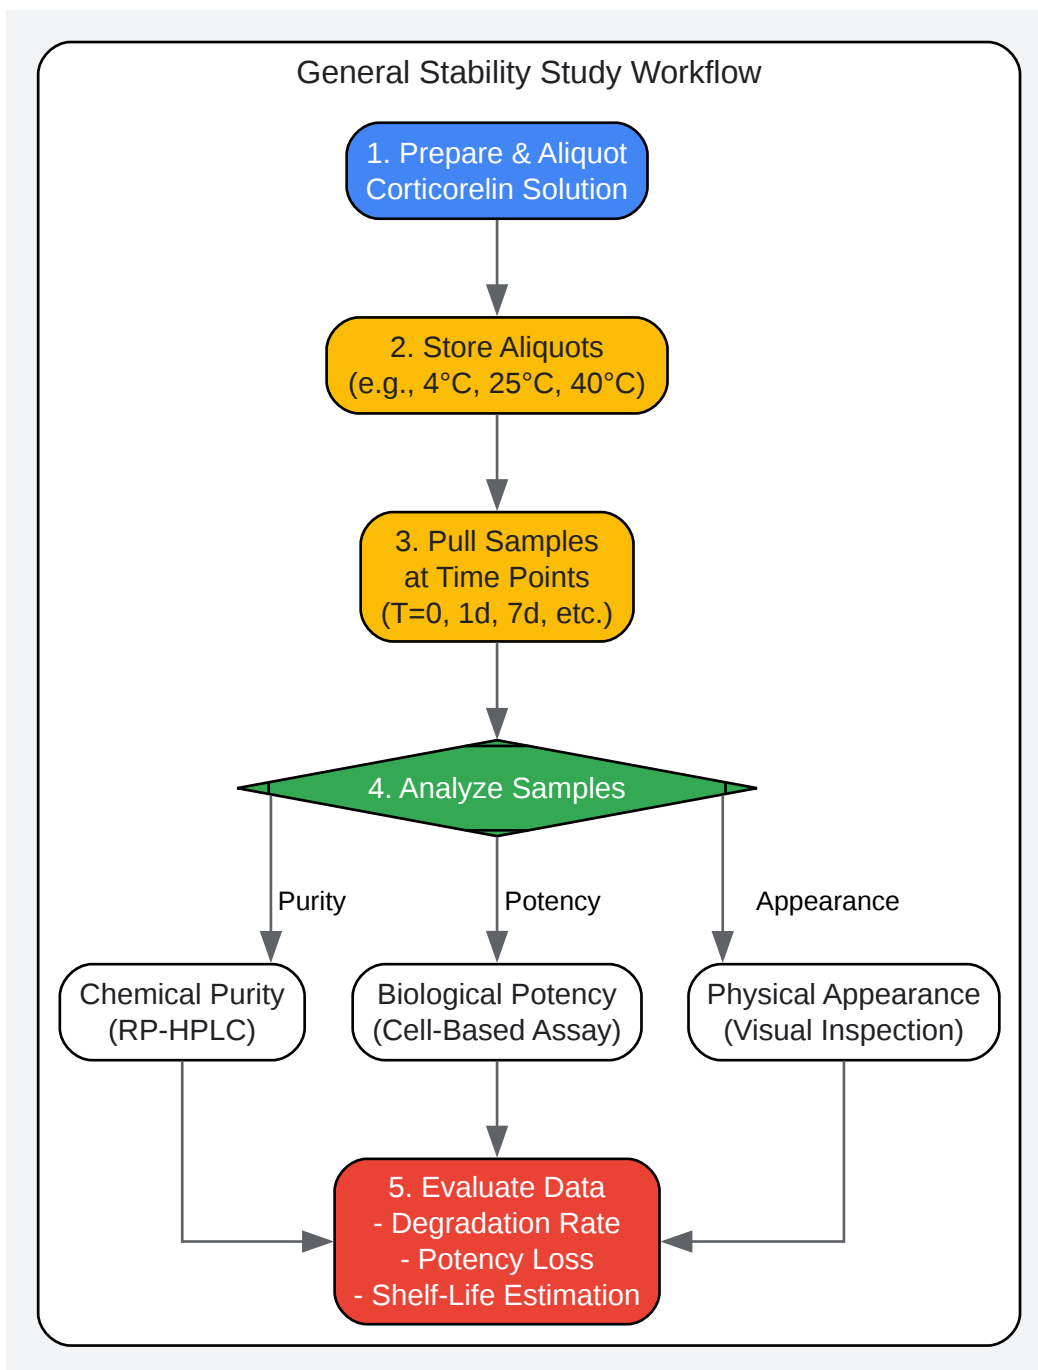 General Stability Study Workflow
1. Prepare & Aliquot
Corticorelin Solution
2. Store Aliquots
(e.g., 4°C, 25°C, 40°C)
3. Pull Samples
at Time Points
(T=0, 1d, 7d, etc.)
4. Analyze Samples
Purity
Potency
Appearance
Chemical Purity
(RP-HPLC)
Biological Potency
(Cell-Based Assay)
Physical Appearance
(Visual Inspection)
5. Evaluate Data
- Degradation Rate
- Potency Loss
- Shelf-Life Estimation